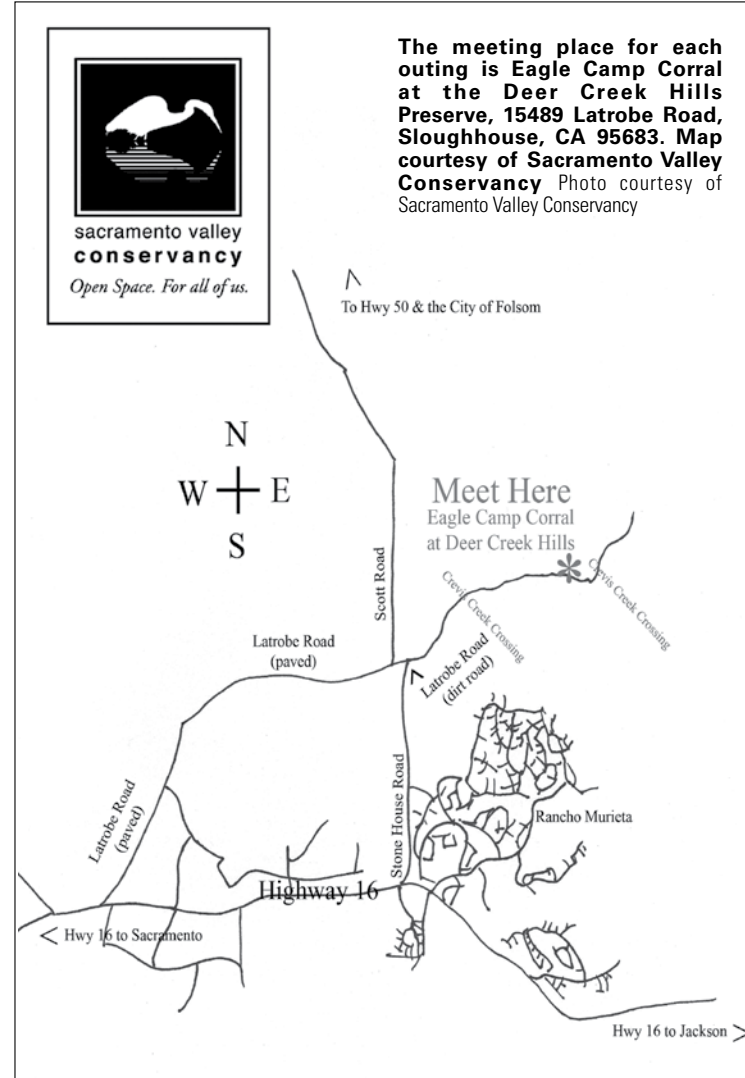 sacramento valley
conservancy
Open Space. For all of us.
The meeting place for each
outing is Eagle Camp Corral
at the Deer Creek Hills
Preserve, 15489 Latrobe Road,
Sloughhouse, CA 95683. Map
courtesy of Sacramento Valley
Conservancy Photo courtesy of
Sacramento Valley Conservancy
To Hwy 50 & the City of Folsom
N
W E
S
Meet Here
Eagle Camp Corral
at Deer Creek Hills
Scott Road
Crevis Creek Crossing
Crevis Creek Crossing
Latrobe Road
(paved)
Latrobe Road
(dirt road)
Stone House Road
Latrobe Road
(paved)
Rancho Murieta
Highway 16
< Hwy 16 to Sacramento
Hwy 16 to Jackson >